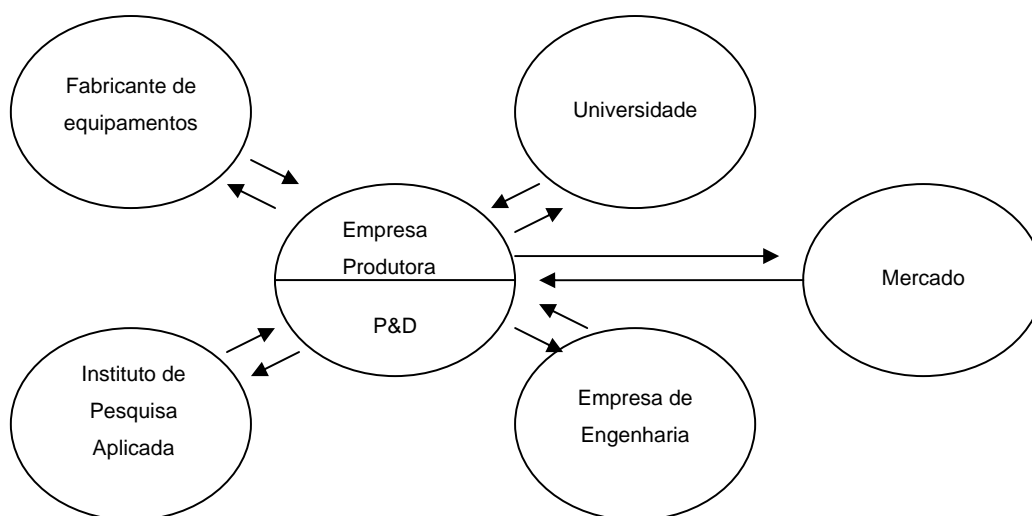 Fabricante de
equipamentos
Universidade
Empresa
Produtora
Mercado
P&D
Instituto de
Pesquisa
Aplicada
Empresa de
Engenharia